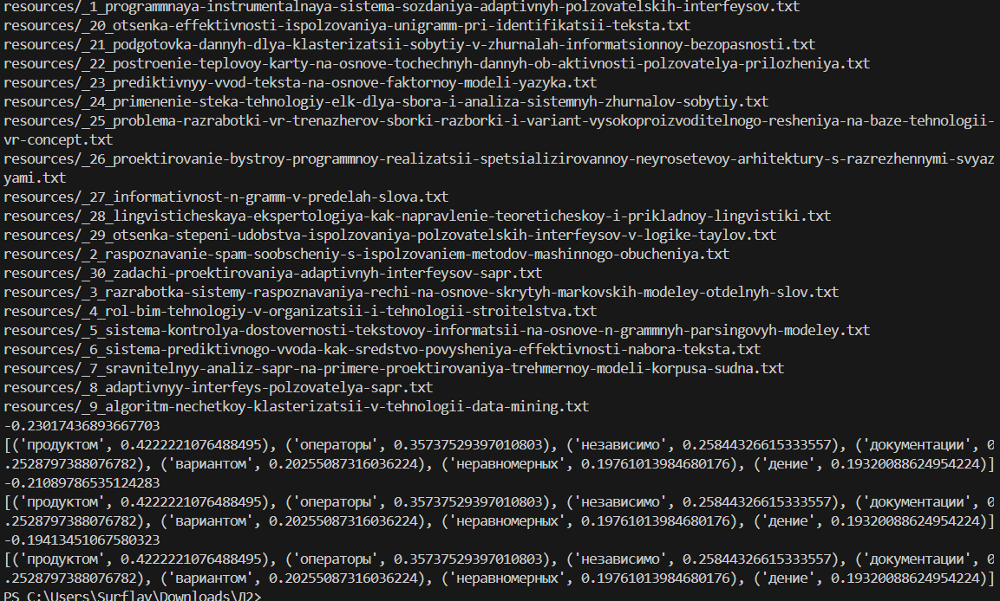 resources/_1_programmnaya-instrumentalnaya-sistema-sozdaniya-adaptivnyh-polzovatelskih-interfeysov.txt
resources/_20_otsenka-effektivnosti-ispolzovaniya-unigramm-pri-identifikatsii-teksta.txt
resources/_21_podgotovka-dannyh-dlya-klasterizatsii-sobytiy-v-zhurnalah-informatsionnoy-bezopasnosti.txt
resources/_22_postroenie-teplovoy-karty-na-osnove-tochechnyh-dannyh-ob-aktivnosti-polzovatelya-prilozheniya.txt
resources/_23_prediktivnyy-vvod-teksta-na-osnove-faktornoy-modeli-yazyka.txt
resources/_24_primenenie-steka-tehnologiy-elk-dlya-sbora-i-analiza-sistemnyh-zhurnalov-sobytiy.txt
resources/_25_problema-razrabotki-vr-trenazherov-sborki-razborki-i-variant-vysokoproizvoditelnogo-resheniya-na-baze-tehnologii-
vr-concept.txt
resources/_26_proektirovanie-bystroy-programmnoy-realizatsii-spetsializirovannoy-neyrosetevoy-arhitektury-s-razrezhennymi-svyaz
yami.txt
resources/_27_informativnost-n-gramm-v-predelah-slova.txt
resources/_28_lingvisticheskaya-ekspertologiya-kak-napravlenie-teoreticheskoy-i-prikladnoy-lingvistiki.txt
resources/_29_otsenka-stepeni-udobstva-ispolzovaniya-polzovatelskih-interfeysov-v-logike-taylov.txt
resources/_2_raspoznavanie-spam-soobscheniy-s-ispolzovaniem-metodov-mashinnogo-obucheniya.txt
resources/_30_zadachi-proektirovaniya-adaptivnyh-interfeysov-sapr.txt
resources/_3_razrabotka-sistemy-raspoznavaniya-rechi-na-osnove-skrytyh-markovskih-modeley-otdelnyh-slov.txt
resources/_4_rol-bim-tehnologiy-v-organizatsii-i-tehnologii-stroitelstva.txt
resources/_5_sistema-kontrolya-dostovernosti-tekstovoy-informatsii-na-osnove-n-grammnyh-parsingovyh-modeley.txt
resources/_6_sistema-prediktivnogo-vvoda-kak-sredstvo-povysheniya-effektivnosti-nabora-teksta.txt
resources/_7_sravnitelnyy-analiz-sapr-na-primere-proektirovaniya-trehmernoy-modeli-korpusa-sudna.txt
resources/_8_adaptivnyy-interfeys-polzovatelya-sapr.txt
resources/_9_algoritm-nechetkoy-klasterizatsii-v-tehnologii-data-mining.txt
-0.23017436893667703
[('продуктом', 0.4222221076488495), ('операторы', 0.35737529397010803), ('независимо', 0.25844326615333557), ('документации', 0
.2528797388076782), ('вариантом', 0.20255087316036224), ('неравномерных', 0.19761013984680176), ('дение', 0.19320088624954224)]
-0.21089786535124283
[('продуктом', 0.4222221076488495), ('операторы', 0.35737529397010803), ('независимо', 0.25844326615333557), ('документации', 0
.2528797388076782), ('вариантом', 0.20255087316036224), ('неравномерных', 0.19761013984680176), ('дение', 0.19320088624954224)]
-0.19413451067580323
[('продуктом', 0.4222221076488495), ('операторы', 0.35737529397010803), ('независимо', 0.25844326615333557), ('документации', 0
.2528797388076782), ('вариантом', 0.20255087316036224), ('неравномерных', 0.19761013984680176), ('дение', 0.19320088624954224)]
PS C:\Users\Surflay\Downloads\Л2>